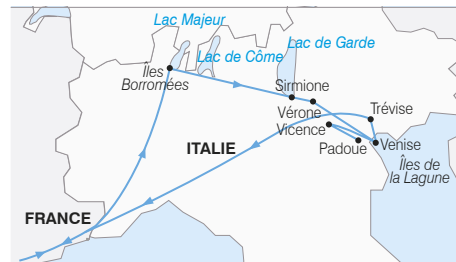 Lac Majeur
Lac de Côme
Lac de Garde
Îles
Borromées
Sirmione
Vérone
Trévise
Vicence
ITALIE
Padoue
Venise
Îles de
la Lagune
FRANCE